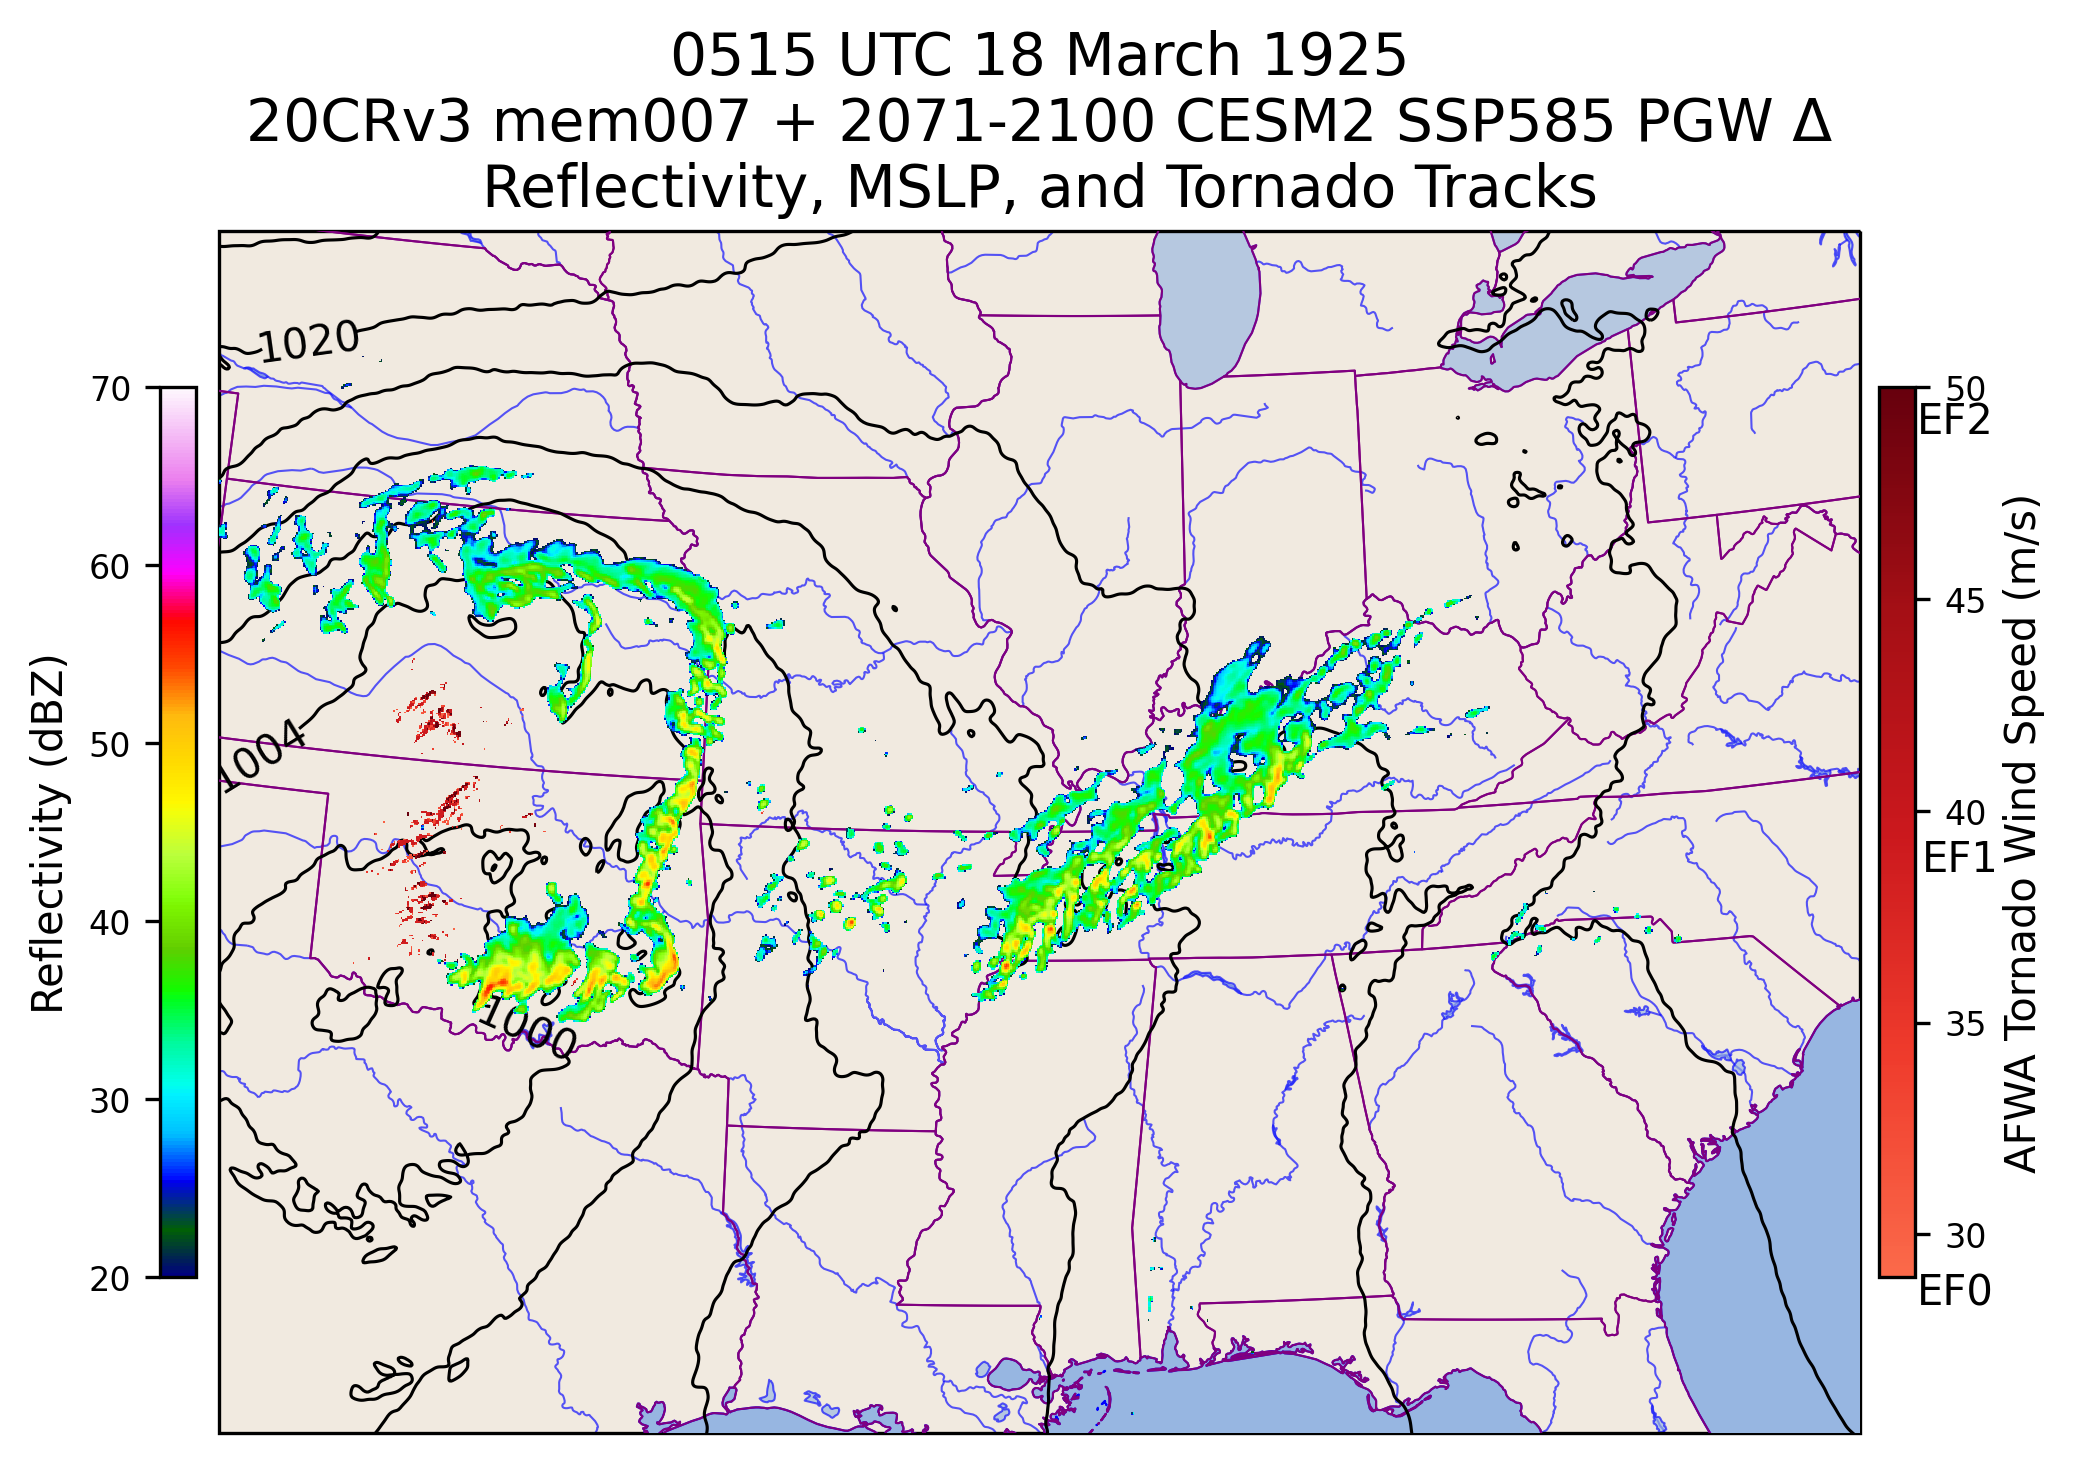 0515 UTC 18 March 1925
20CRv3 mem007 + 2071-2100 CESM2 SSP585 PGW Δ
Reflectivity, MSLP, and Tornado Tracks
1020
1004
1000
70
60
50
40
30
20
Reflectivity (dBZ)
50
EF2
45
40
EF1
35
30
EF0
AFWA Tornado Wind Speed (m/s)